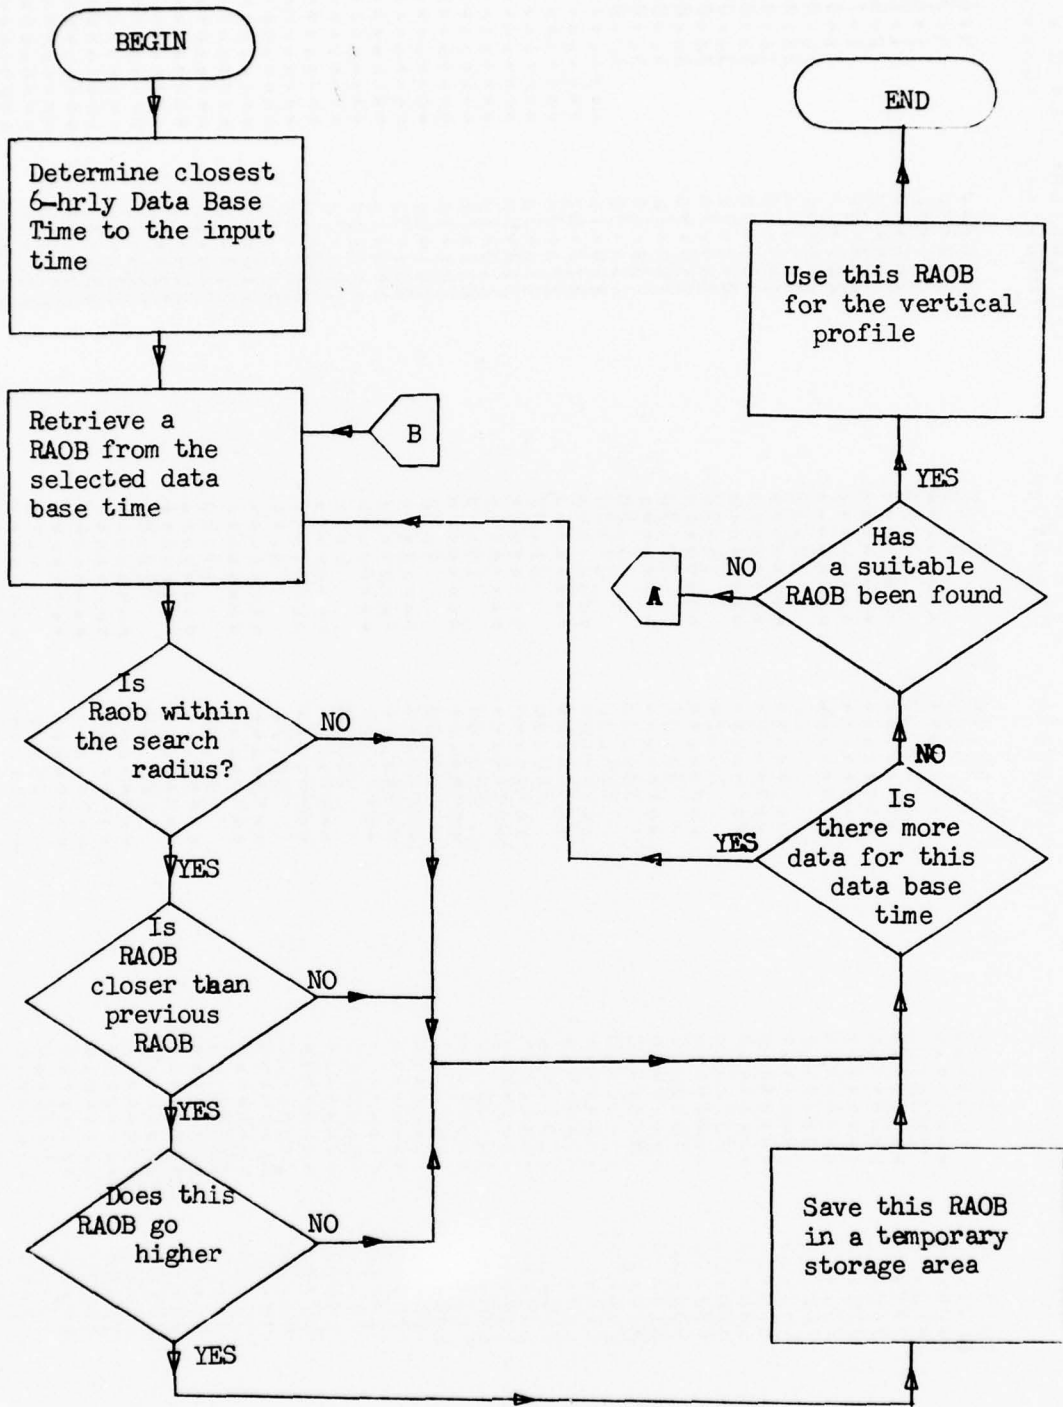 BEGIN
Determine closest
6-hrly Data Base
Time to the input
time
Retrieve a
RAOB from the
selected data
base time
B
Is
Raob within
the search
radius?
NO
YES
Is
RAOB
closer than
previous
RAOB
NO
YES
Does this
RAOB go
higher
NO
YES
END
Use this RAOB
for the vertical
profile
YES
Has
a suitable
RAOB been found
NO
A
NO
Is
there more
data for this
data base
time
YES
Save this RAOB
in a temporary
storage area